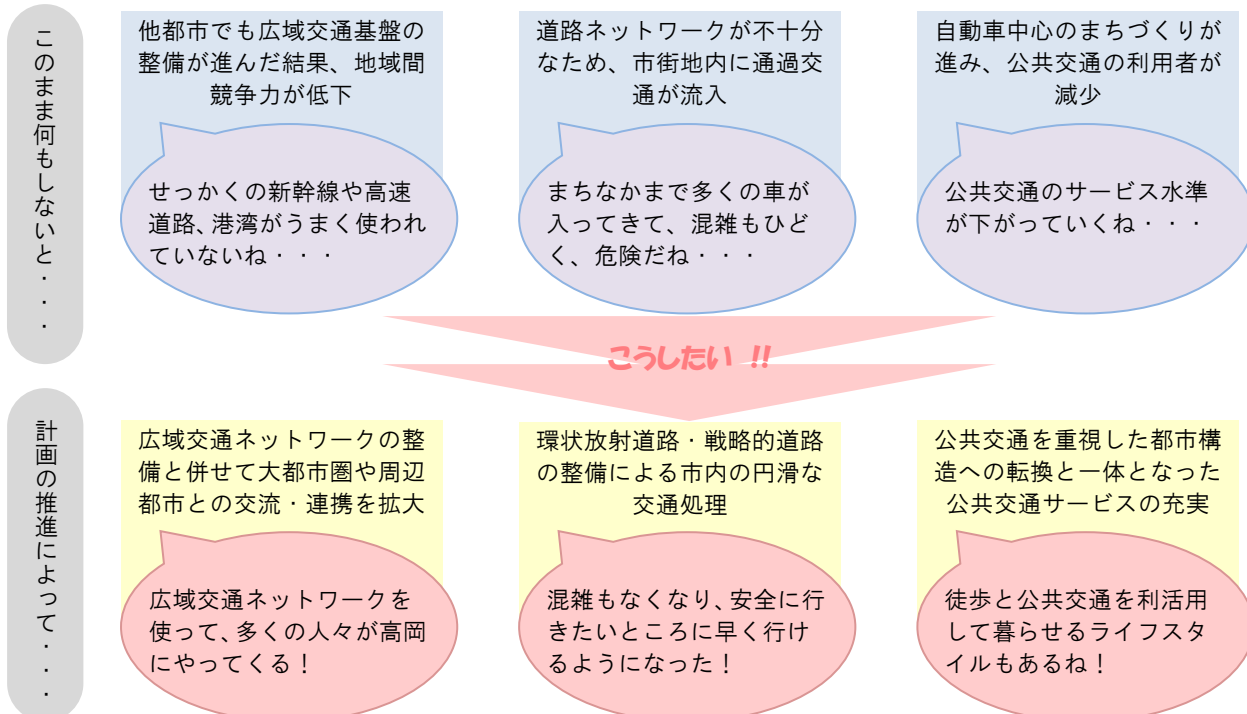 このまま何もしないと・・・・
他都市でも広域交通基盤の
整備が進んだ結果、地域間
競争力が低下
せっかくの新幹線や高速
道路、港湾がうまく使われ
ていないね・・・
道路ネットワークが不十分
なため、市街地内に通過交
通が流入
まちなかまで多くの車が
入ってきて、混雑もひど
く、危険だね・・・
自動車中心のまちづくりが
進み、公共交通の利用者が
減少
公共交通のサービス水準
が下がっていくね・・・
こうしたい !!
計画の推進によって・・・・
広域交通ネットワークの整
備と併せて大都市圏や周辺
都市との交流・連携を拡大
広域交通ネットワークを
使って、多くの人々が高岡
にやってくる！
環状放射道路・戦略的道路
の整備による市内の円滑な
交通処理
混雑もなくなり、安全に行
きたいところに早く行け
るようになった！
公共交通を重視した都市構
造への転換と一体となった
公共交通サービスの充実
徒歩と公共交通を利活用
して暮らせるライフスタ
イルもあるね！